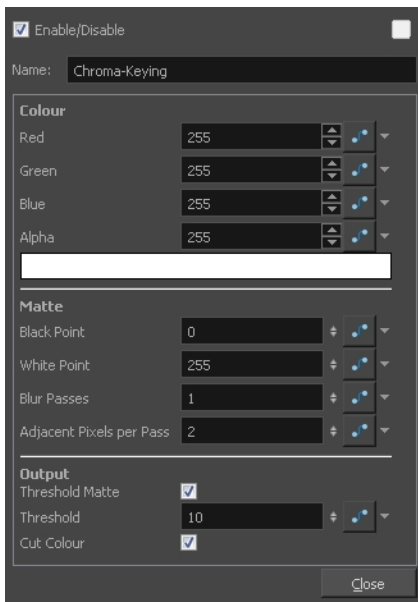 Enable/Disable
Name: Chroma-Keying
Colour
Red 255
Green 255
Blue 255
Alpha 255
Matte
Black Point 0
White Point 255
Blur Passes 1
Adjacent Pixels per Pass 2
Output
Threshold Matte
Threshold 10
Cut Colour
Close